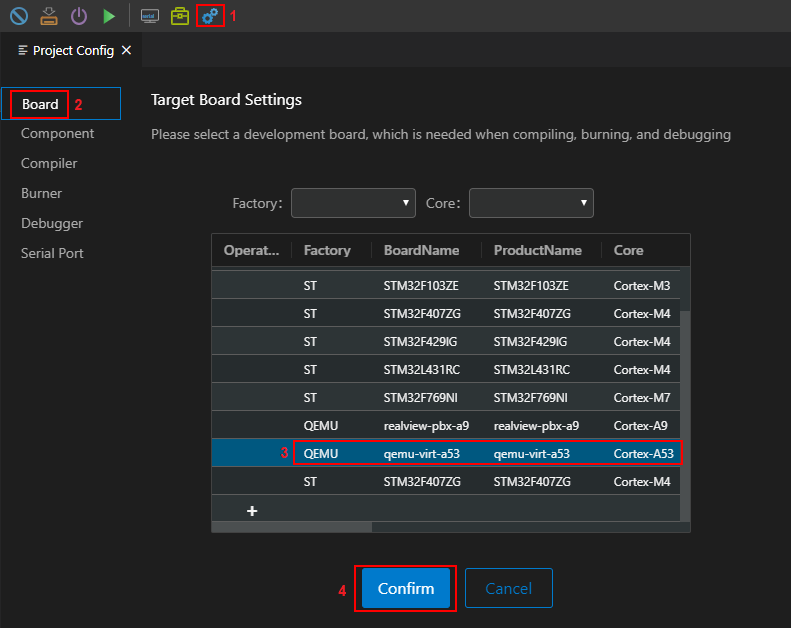 1
Project Config ×
Board 2
Component
Compiler
Burner
Debugger
Serial Port
Target Board Settings
Please select a development board, which is needed when compiling, burning, and debugging
Factory: Core:
Operat... Factory BoardName ProductName Core
ST STM32F103ZE STM32F103ZE Cortex-M3
ST STM32F407ZG STM32F407ZG Cortex-M4
ST STM32F429IG STM32F429IG Cortex-M4
ST STM32L431RC STM32L431RC Cortex-M4
ST STM32F769NI STM32F769NI Cortex-M7
QEMU realview-pbx-a9 realview-pbx-a9 Cortex-A9
3 QEMU qemu-virt-a53 qemu-virt-a53 Cortex-A53
ST STM32F407ZG STM32F407ZG Cortex-M4
+
4 Confirm Cancel